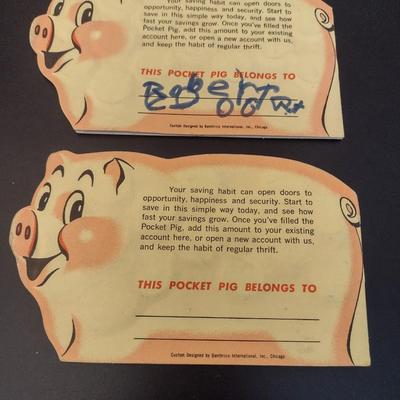 Your saving habit can open doors to
opportunity, happiness and security. Start to
save in this simple way today, and see how
fast your savings grow. Once you've filled the
Pocket Pig, add this amount to your existing
account here, or open a new account with us,
and keep the habit of regular thrift.
THIS POCKET PIG BELONGS TO
Robert
Custom Designed by Banthrico International, Inc., Chicago
Your saving habit can open doors to
opportunity, happiness and security. Start to
save in this simple way today, and see how
fast your savings grow. Once you've filled the
Pocket Pig, add this amount to your existing
account here, or open a new account with us,
and keep the habit of regular thrift.
THIS POCKET PIG BELONGS TO
Custom Designed by Banthrico International, Inc., Chicago